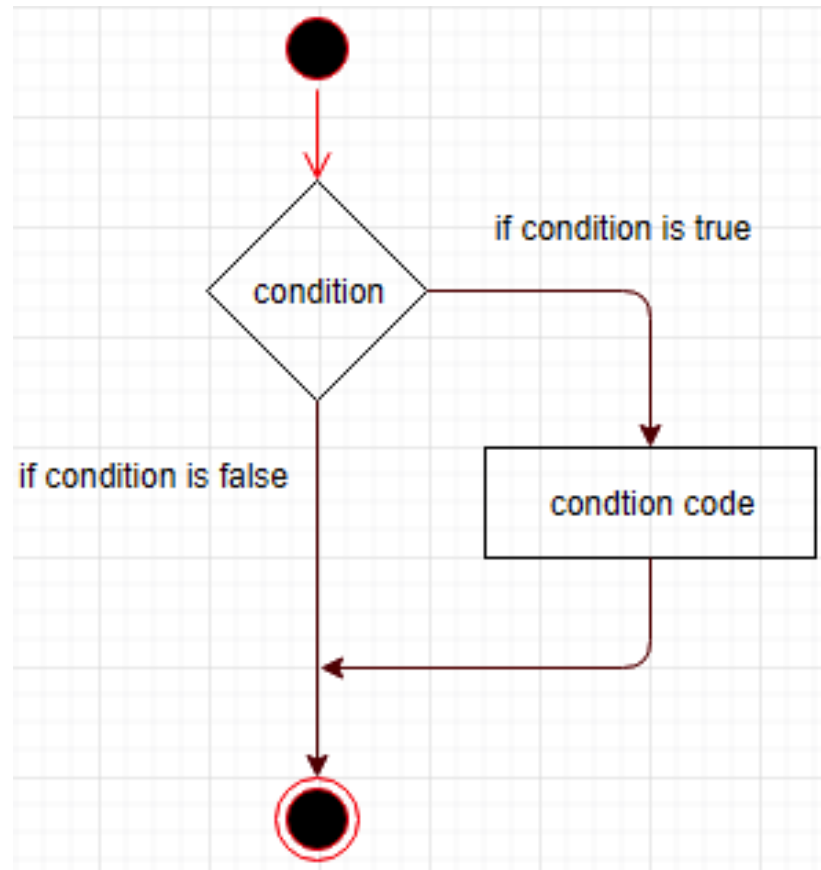 if condition is true
condition
if condition is false
condtion code